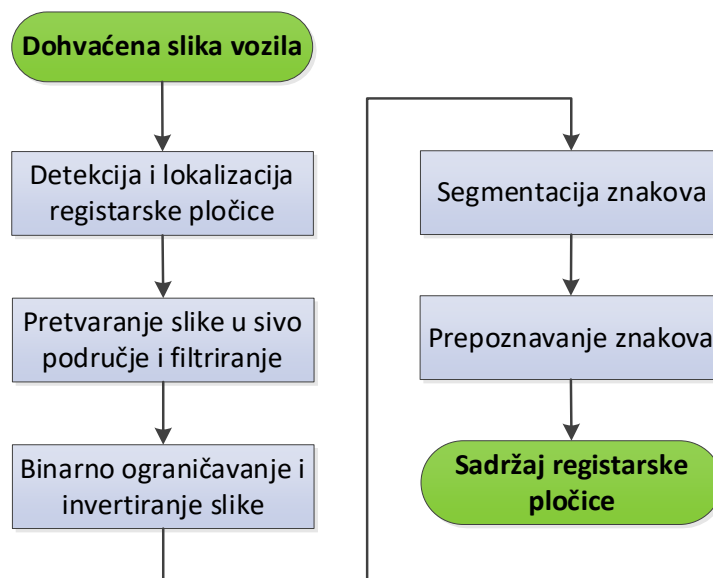 Dohvaćena slika vozila
Detekcija i lokalizacija
registarske pločice
Pretvaranje slike u sivo
područje i filtriranje
Binarno ograničavanje i
invertiranje slike
Segmentacija znakova
Prepoznavanje znakova
Sadržaj registarske
pločice